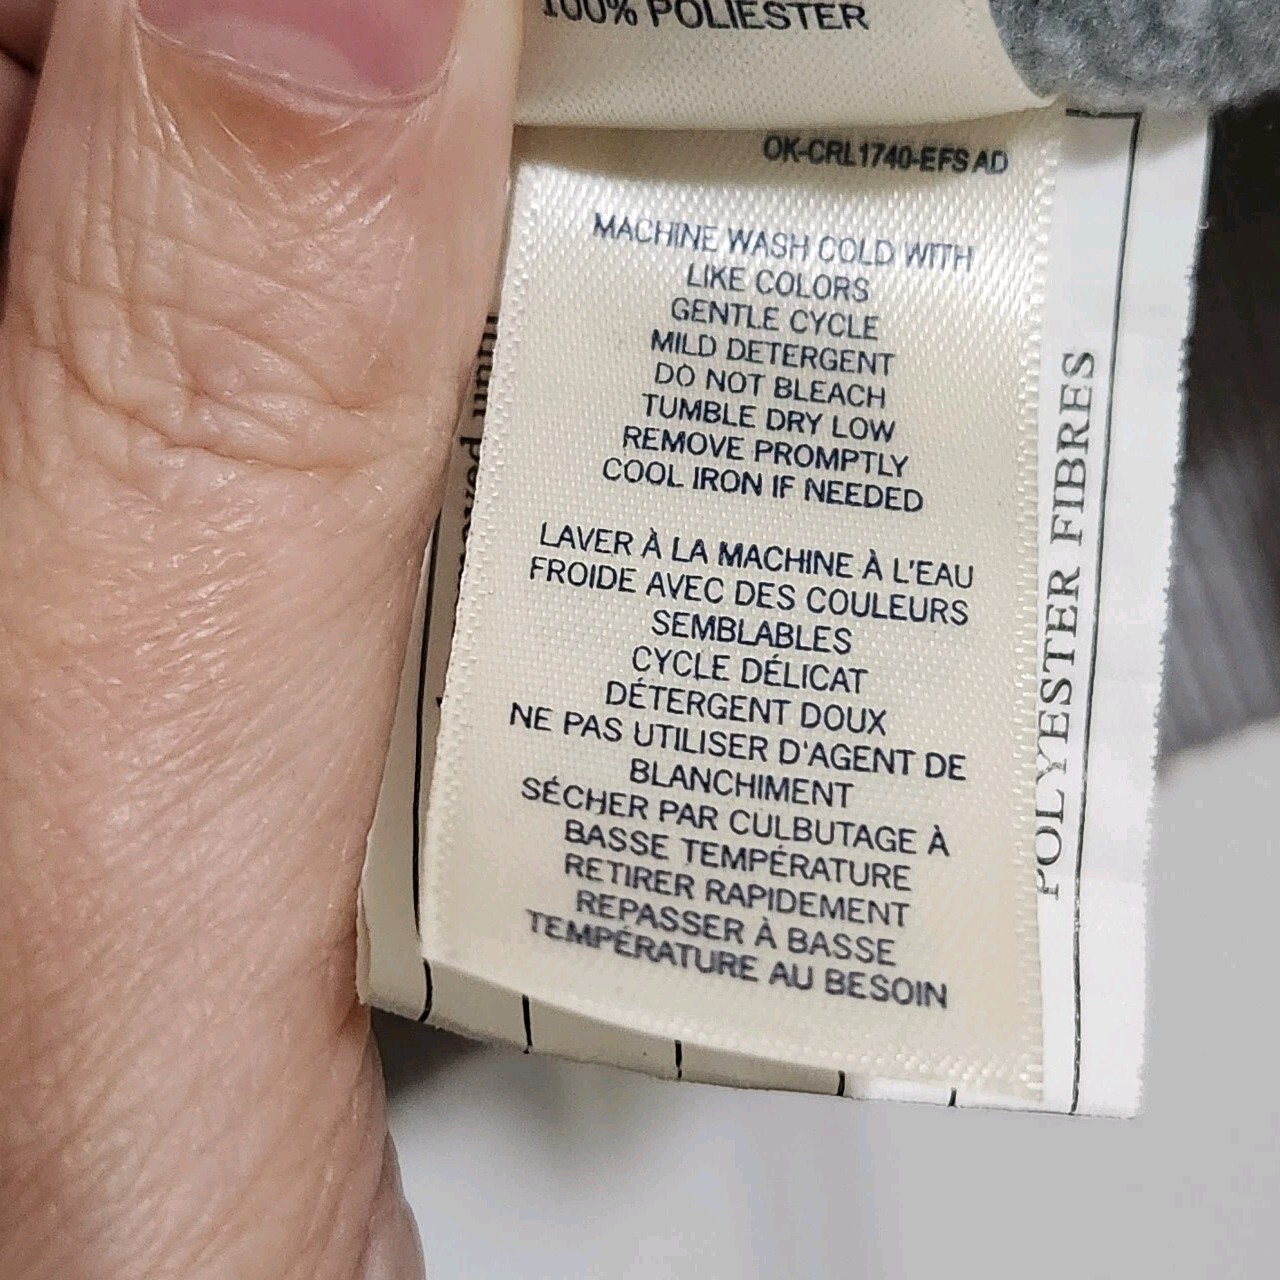 100% POLIESTER
OK-CRL1740-EFS AD
MACHINE WASH COLD WITH
LIKE COLORS
GENTLE CYCLE
MILD DETERGENT
DO NOT BLEACH
TUMBLE DRY LOW
REMOVE PROMPTLY
COOL IRON IF NEEDED
LAVER À LA MACHINE À L'EAU
FROIDE AVEC DES COULEURS
SEMBLABLES
CYCLE DÉLICAT
DÉTERGENT DOUX
NE PAS UTILISER D'AGENT DE
BLANCHIMENT
SÉCHER PAR CULBUTAGE À
BASSE TEMPÉRATURE
RETIRER RAPIDEMENT
REPASSER À BASSE
TEMPÉRATURE AU BESOIN
POLYESTER FIBRES